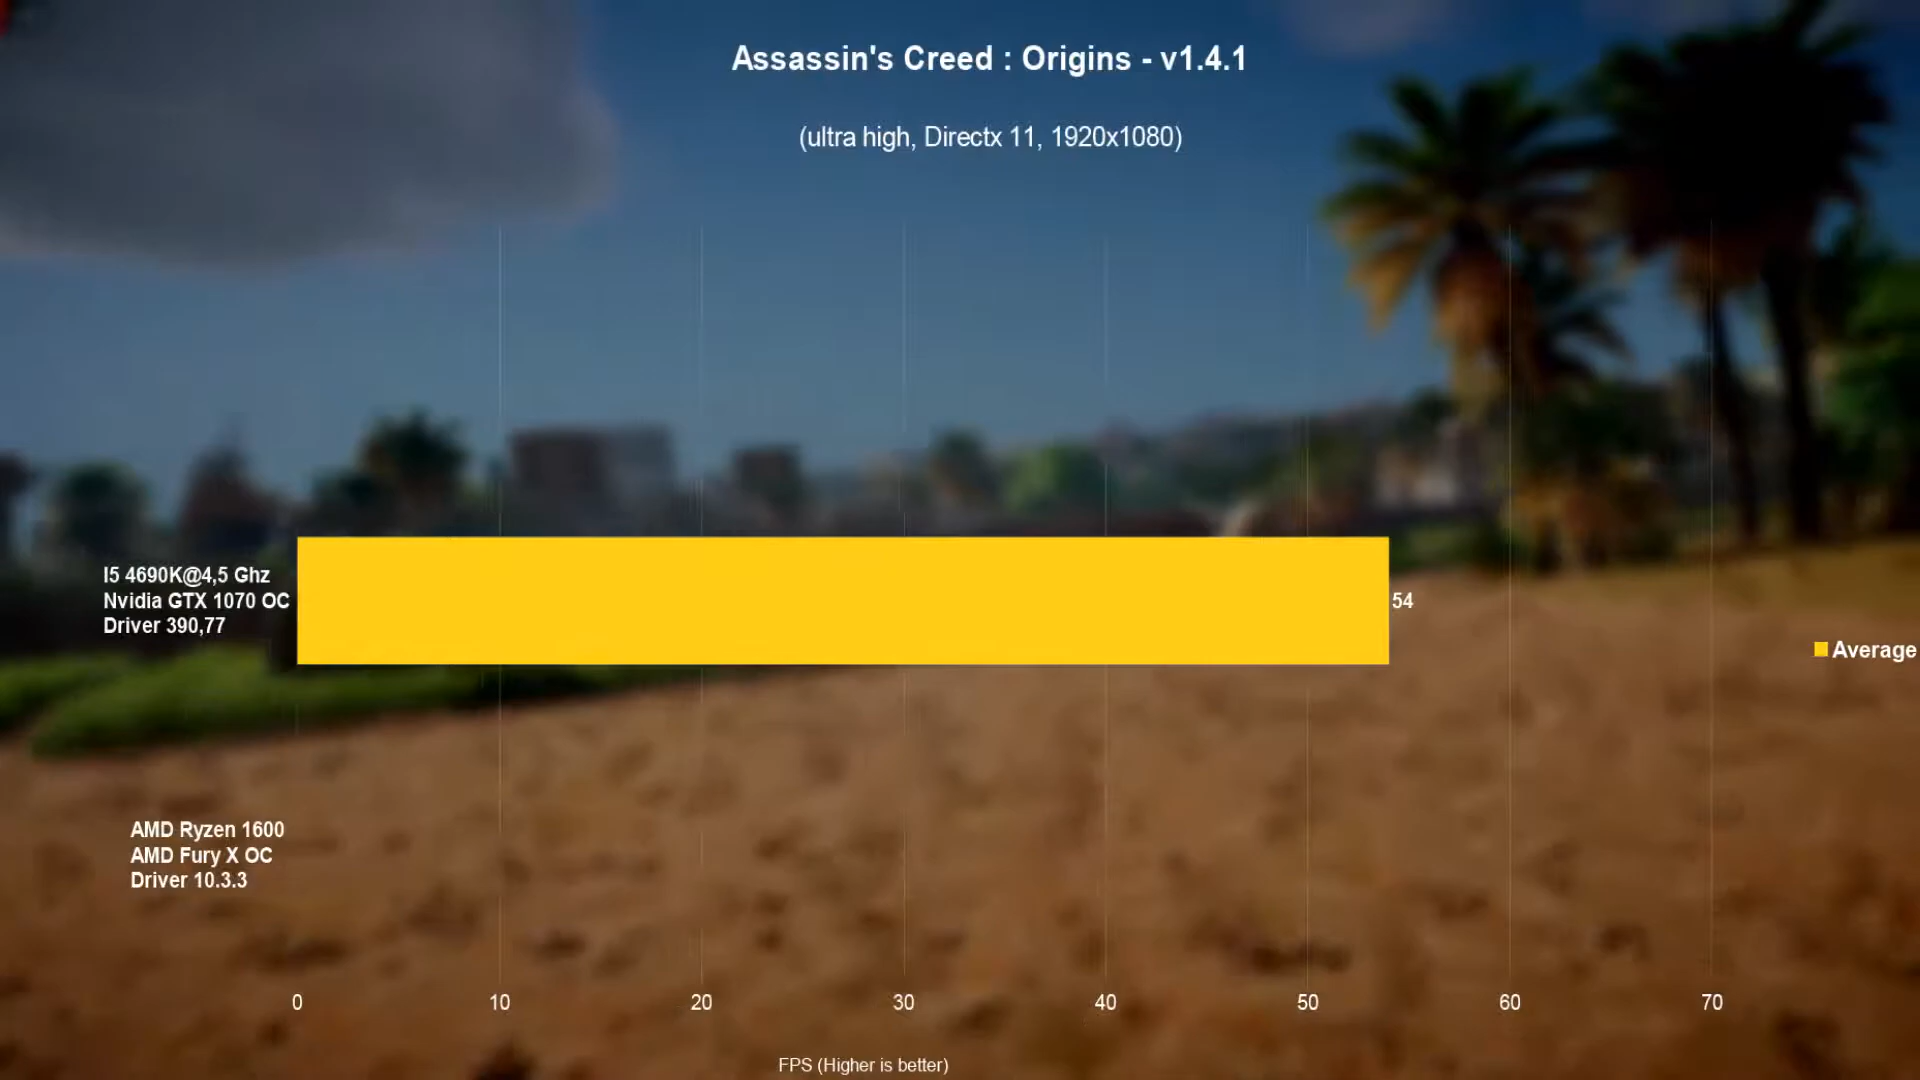 Assassin's Creed : Origins - v1.4.1
(ultra high, Directx 11, 1920x1080)
I5 4690K@4,5 Ghz
Nvidia GTX 1070 OC
Driver 390,77
54
Average
AMD Ryzen 1600
AMD Fury X OC
Driver 10.3.3
0 10 20 30 40 50 60 70
FPS (Higher is better)